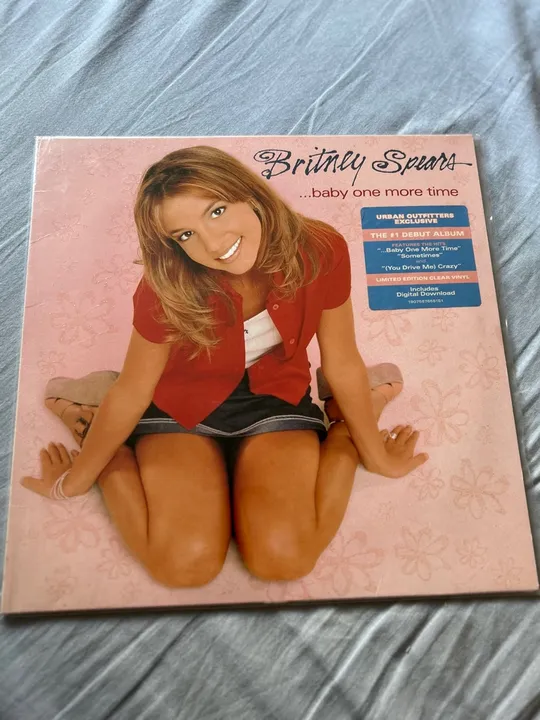 Britney Spears
...baby one more time
URBAN OUTFITTERS
EXCLUSIVE
THE #1 DEBUT ALBUM
FEATURES THE HITS
"...Baby One More Time"
"Sometimes"
and
"(You Drive Me) Crazy"
LIMITED EDITION CLEAR VINYL
Includes
Digital Download